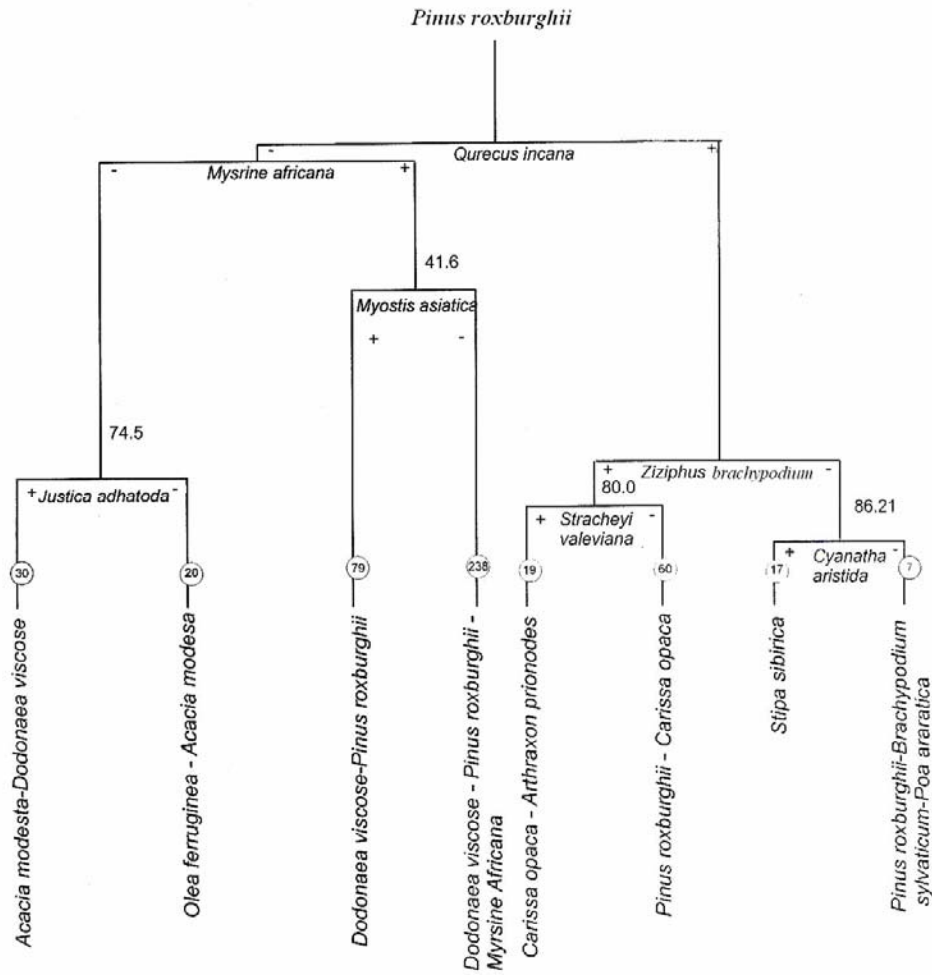 Pinus roxburghii
- Qurecus incana +
- Mysrine africana +
41.6
Myostis asiatica
+ -
74.5
+ Justica adhatoda -
+ Ziziphus brachypodium -
80.0
86.21
+ Stracheyi -
valeviana
+ Cyanatha -
aristida
30
20
79
238
19
60
17
7
Acacia modesta-Dodonaea viscose
Olea ferruginea - Acacia modesa
Dodonaea viscose-Pinus roxburghii
Dodonaea viscose - Pinus roxburghii -
Myrsine Africana
Carissa opaca - Arthraxon prionodes
Pinus roxburghii - Carissa opaca
Stipa sibirica
Pinus roxburghii-Brachypodium
sylvaticum-Poa araratica